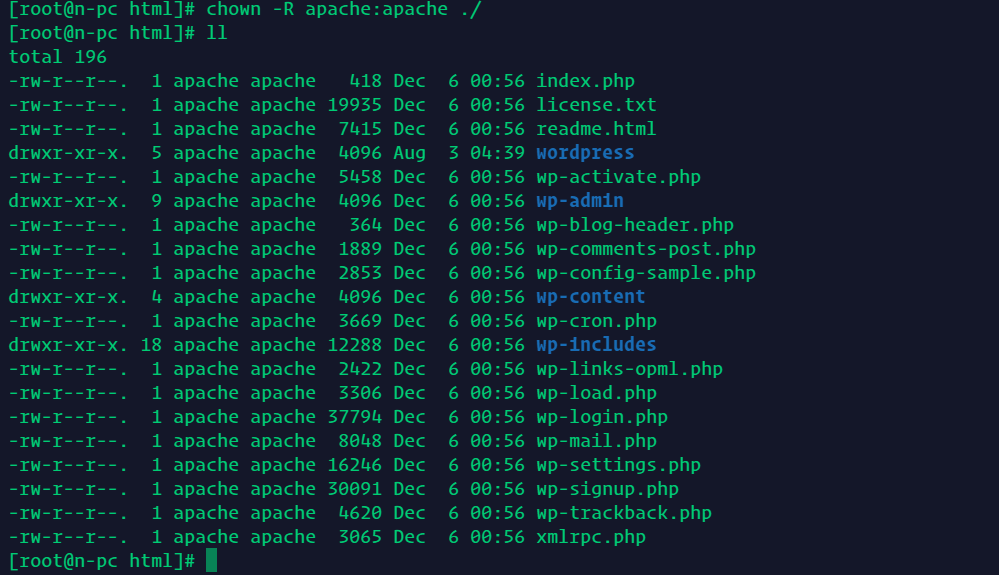 [root@n-pc html]# chown -R apache:apache ./
[root@n-pc html]# ll
total 196
-rw-r--r--.  1 apache apache   418 Dec  6 00:56 index.php
-rw-r--r--.  1 apache apache 19935 Dec  6 00:56 license.txt
-rw-r--r--.  1 apache apache  7415 Dec  6 00:56 readme.html
drwxr-xr-x.  5 apache apache  4096 Aug  3 04:39 wordpress
-rw-r--r--.  1 apache apache  5458 Dec  6 00:56 wp-activate.php
drwxr-xr-x.  9 apache apache  4096 Dec  6 00:56 wp-admin
-rw-r--r--.  1 apache apache   364 Dec  6 00:56 wp-blog-header.php
-rw-r--r--.  1 apache apache  1889 Dec  6 00:56 wp-comments-post.php
-rw-r--r--.  1 apache apache  2853 Dec  6 00:56 wp-config-sample.php
drwxr-xr-x.  4 apache apache  4096 Dec  6 00:56 wp-content
-rw-r--r--.  1 apache apache  3669 Dec  6 00:56 wp-cron.php
drwxr-xr-x. 18 apache apache 12288 Dec  6 00:56 wp-includes
-rw-r--r--.  1 apache apache  2422 Dec  6 00:56 wp-links-opml.php
-rw-r--r--.  1 apache apache  3306 Dec  6 00:56 wp-load.php
-rw-r--r--.  1 apache apache 37794 Dec  6 00:56 wp-login.php
-rw-r--r--.  1 apache apache  8048 Dec  6 00:56 wp-mail.php
-rw-r--r--.  1 apache apache 16246 Dec  6 00:56 wp-settings.php
-rw-r--r--.  1 apache apache 30091 Dec  6 00:56 wp-signup.php
-rw-r--r--.  1 apache apache  4620 Dec  6 00:56 wp-trackback.php
-rw-r--r--.  1 apache apache  3065 Dec  6 00:56 xmlrpc.php
[root@n-pc html]#